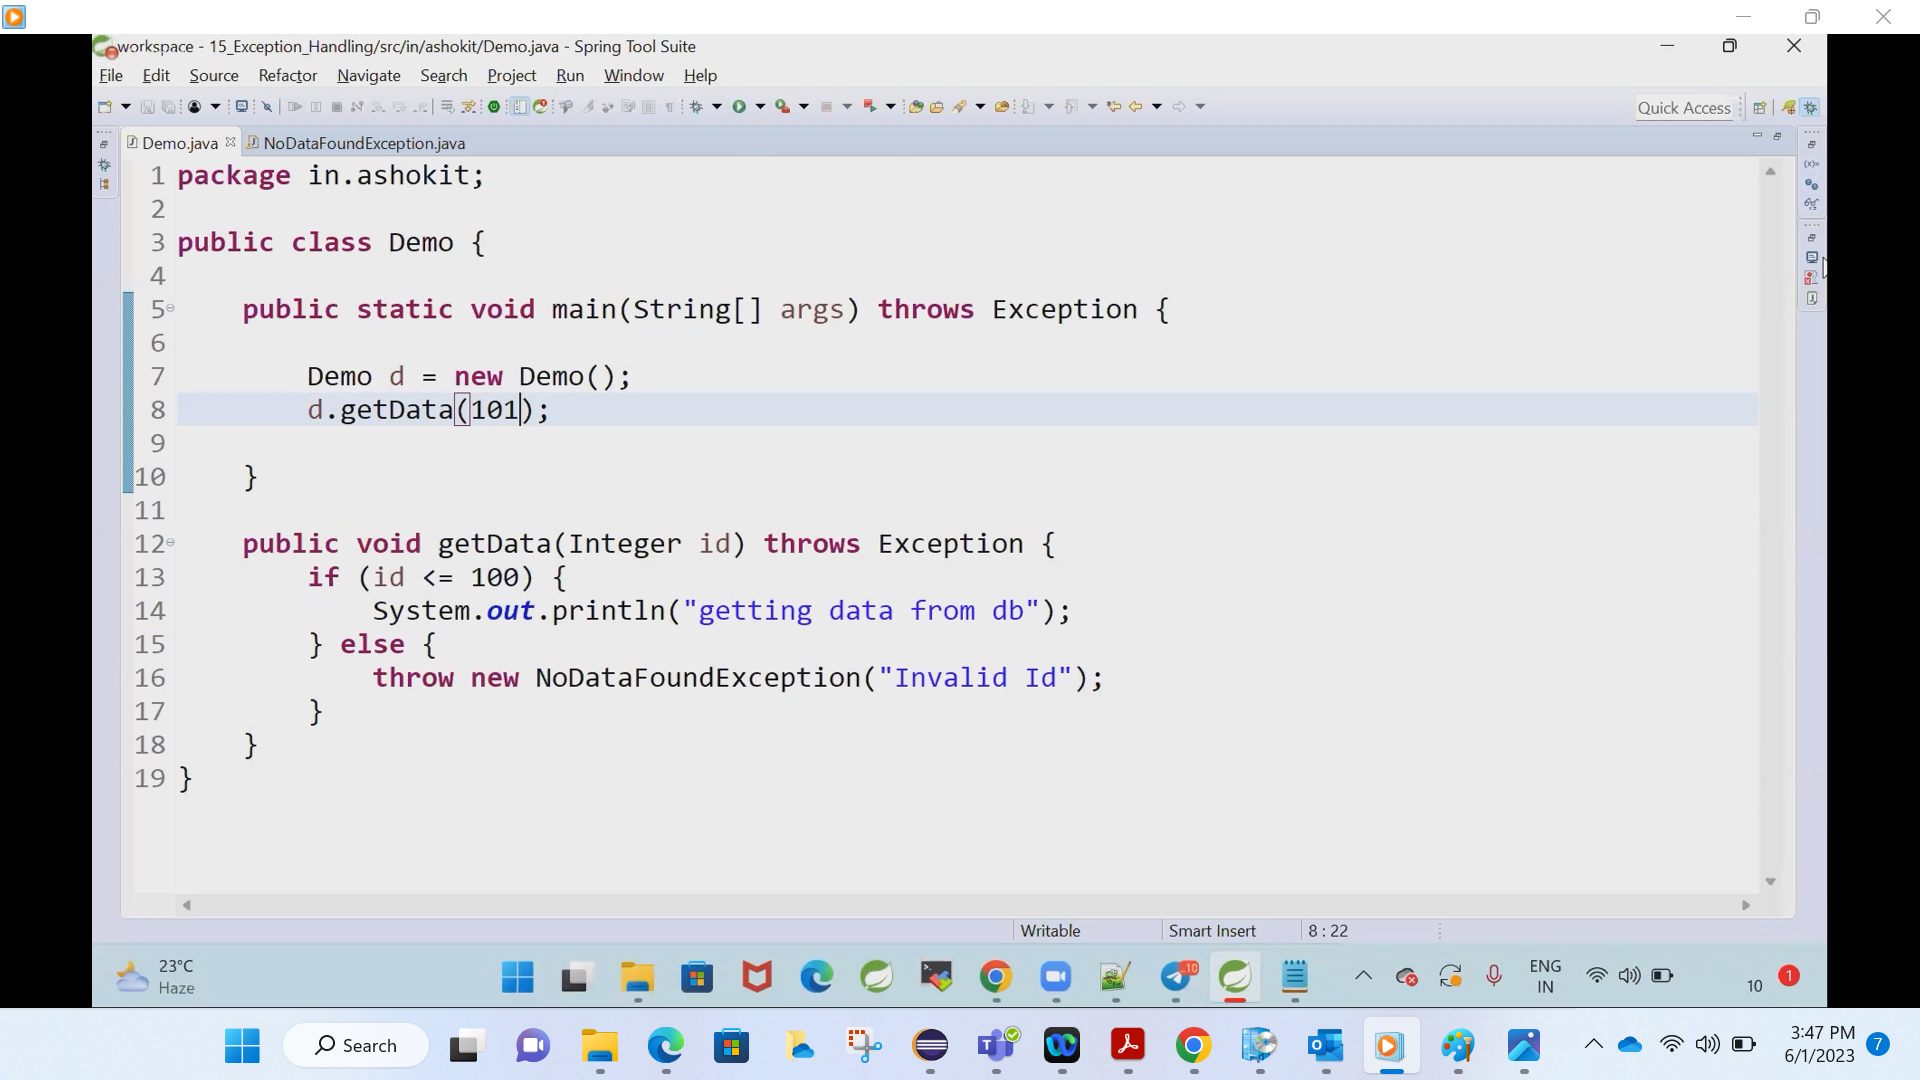 workspace - 15_Exception_Handling/src/in/ashokit/Demo.java - Spring Tool Suite
File Edit Source Refactor Navigate Search Project Run Window Help
Quick Access
Demo.java NoDataFoundException.java
1 package in.ashokit;
2
3 public class Demo {
4
5 public static void main(String[] args) throws Exception {
6
7 Demo d = new Demo();
8 d.getData(101);
9
10 }
11
12 public void getData(Integer id) throws Exception {
13 if (id <= 100) {
14 System.out.println("getting data from db");
15 } else {
16 throw new NoDataFoundException("Invalid Id");
17 }
18 }
19 }
Writable Smart Insert 8 : 22
23°C
Haze
..10
ENG
IN
10 1
Search
3:47 PM
6/1/2023
7